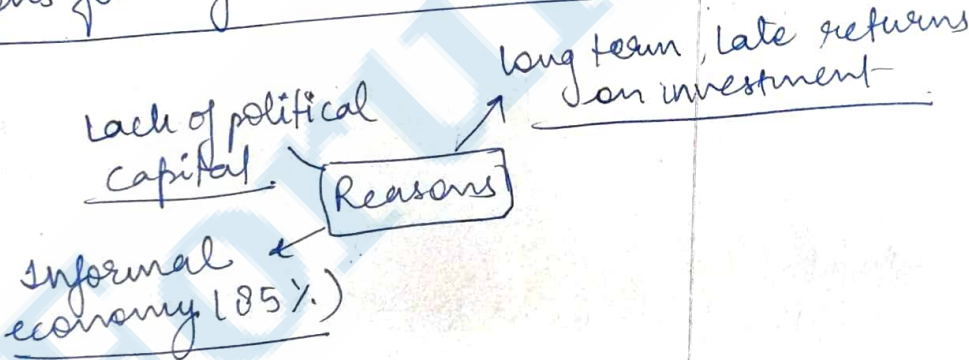 Long term, Late returns
on investment
Lack of political
capital.
Reasons
Informal
economy (85%)